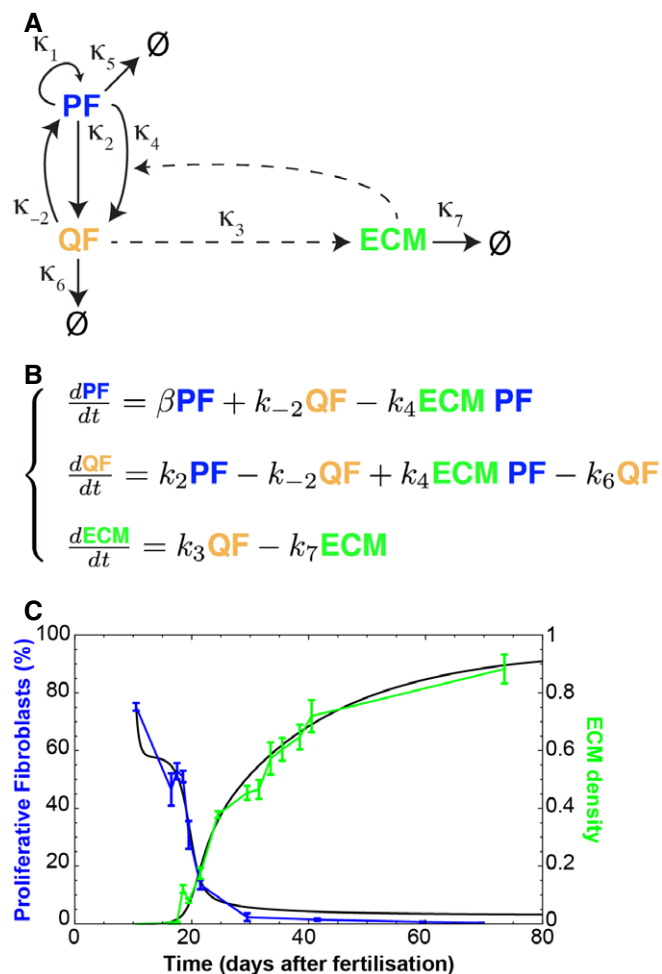 A
κ1
κ5
Ø
PF
κ2
κ4
κ-2
QF
κ3
ECM
κ7
Ø
κ6
Ø
B
dPF/dt = βPF + k−2QF − k4ECM PF
dQF/dt = k2PF − k−2QF + k4ECM PF − k6QF
dECM/dt = k3QF − k7ECM
C
Proliferative Fibroblasts (%)
100
80
60
40
20
0
1
0.8
0.6
0.4
0.2
0
ECM density
0 20 40 60 80
Time (days after fertilisation)